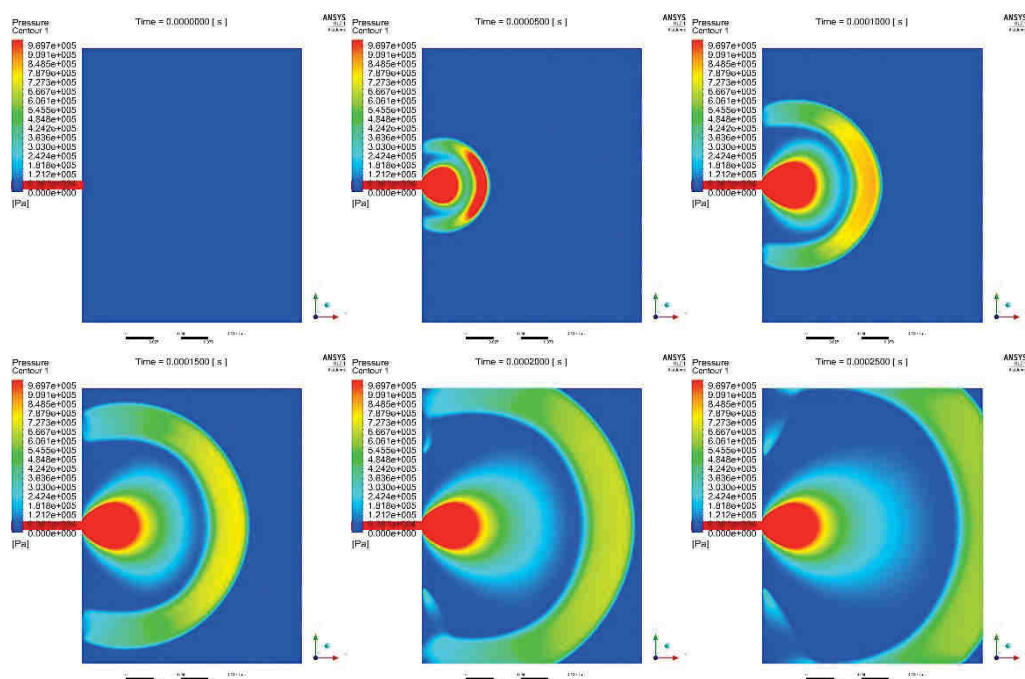 Pressure
Contour 1
Time = 0.0000000 [ s ]
ANSYS
9.697e+005
9.091e+005
8.485e+005
7.879e+005
7.273e+005
6.667e+005
6.061e+005
5.455e+005
4.848e+005
4.242e+005
3.636e+005
3.030e+005
2.424e+005
1.818e+005
1.212e+005
0.000e+000
[Pa]
Pressure
Contour 1
Time = 0.0000500 [ s ]
ANSYS
9.697e+005
9.091e+005
8.485e+005
7.879e+005
7.273e+005
6.667e+005
6.061e+005
5.455e+005
4.848e+005
4.242e+005
3.636e+005
3.030e+005
2.424e+005
1.818e+005
1.212e+005
0.000e+000
[Pa]
Pressure
Contour 1
Time = 0.0001000 [ s ]
ANSYS
9.697e+005
9.091e+005
8.485e+005
7.879e+005
7.273e+005
6.667e+005
6.061e+005
5.455e+005
4.848e+005
4.242e+005
3.636e+005
3.030e+005
2.424e+005
1.818e+005
1.212e+005
0.000e+000
[Pa]
Pressure
Contour 1
Time = 0.0001500 [ s ]
ANSYS
9.697e+005
9.091e+005
8.485e+005
7.879e+005
7.273e+005
6.667e+005
6.061e+005
5.455e+005
4.848e+005
4.242e+005
3.636e+005
3.030e+005
2.424e+005
1.818e+005
1.212e+005
0.000e+000
[Pa]
Pressure
Contour 1
Time = 0.0002000 [ s ]
ANSYS
9.697e+005
9.091e+005
8.485e+005
7.879e+005
7.273e+005
6.667e+005
6.061e+005
5.455e+005
4.848e+005
4.242e+005
3.636e+005
3.030e+005
2.424e+005
1.818e+005
1.212e+005
0.000e+000
[Pa]
Pressure
Contour 1
Time = 0.0002500 [ s ]
ANSYS
9.697e+005
9.091e+005
8.485e+005
7.879e+005
7.273e+005
6.667e+005
6.061e+005
5.455e+005
4.848e+005
4.242e+005
3.636e+005
3.030e+005
2.424e+005
1.818e+005
1.212e+005
0.000e+000
[Pa]